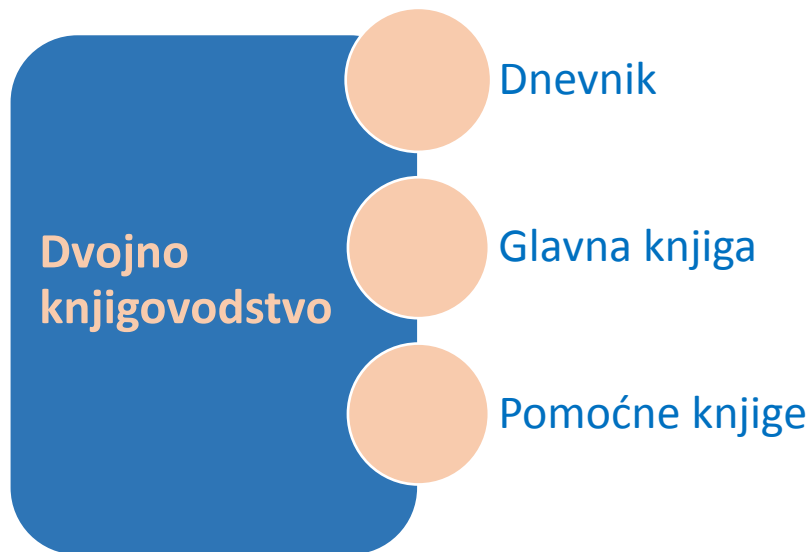 Dvojno
knjigovodstvo
Dnevnik
Glavna knjiga
Pomoćne knjige